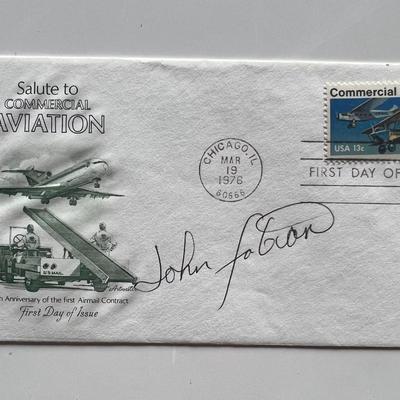 Salute to
COMMERCIAL
AVIATION
U.S. MAIL
h Anniversary of the first Airmail Contract
First Day of Issue
CHICAGO, IL
MAR
19
1976
60666
Commercial
USA 13c
FIRST DAY OF
John